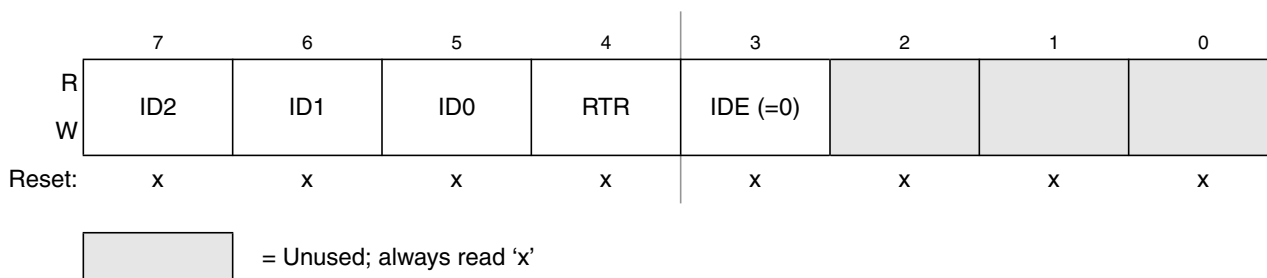 7 6 5 4 3 2 1 0
R
ID2 ID1 ID0 RTR IDE (=0)
W
Reset: x x x x x x x x
= Unused; always read ‘x’